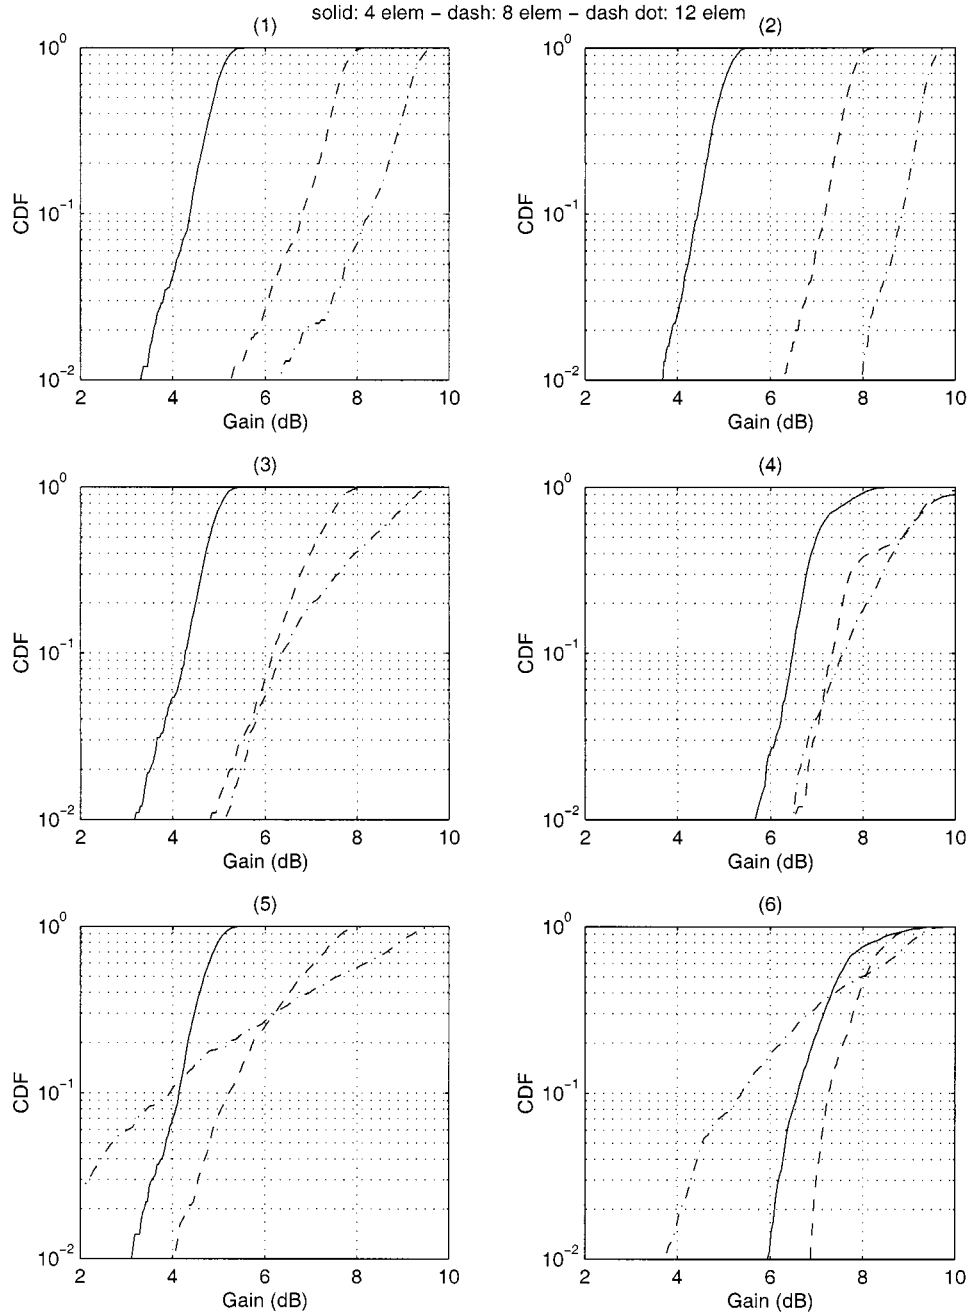 solid: 4 elem – dash: 8 elem – dash dot: 12 elem
(1)
10^0
10^-1
10^-2
CDF
2 4 6 8 10
Gain (dB)
(2)
10^0
10^-1
10^-2
CDF
2 4 6 8 10
Gain (dB)
(3)
10^0
10^-1
10^-2
CDF
2 4 6 8 10
Gain (dB)
(4)
10^0
10^-1
10^-2
CDF
2 4 6 8 10
Gain (dB)
(5)
10^0
10^-1
10^-2
CDF
2 4 6 8 10
Gain (dB)
(6)
10^0
10^-1
10^-2
CDF
2 4 6 8 10
Gain (dB)